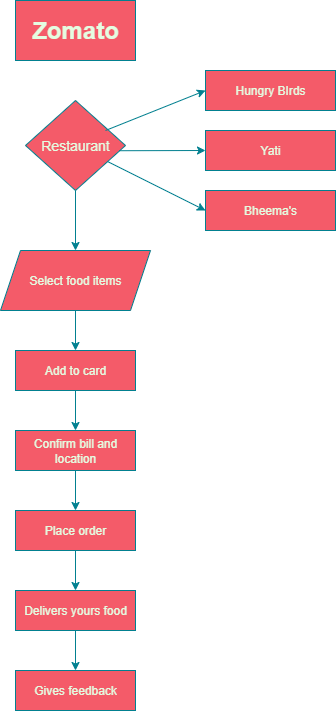 Zomato
Hungry BIrds
Restaurant
Yati
Bheema's
Select food items
Add to card
Confirm bill and
location
Place order
Delivers yours food
Gives feedback